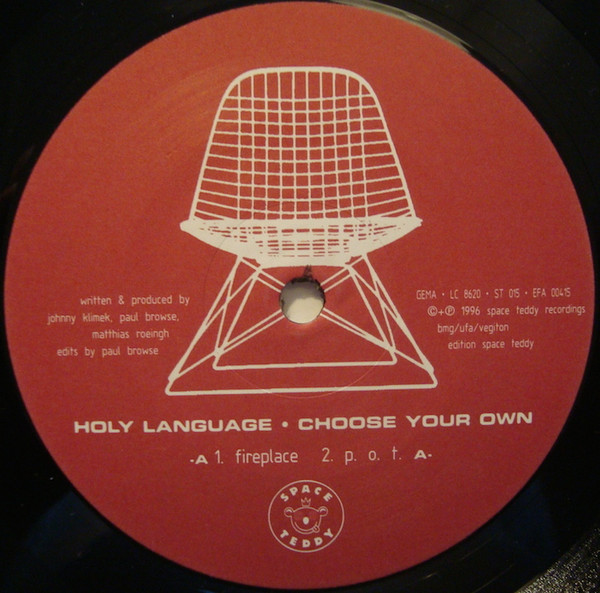 written & produced by
johnny klimek, paul browse,
matthias roeingh
edits by paul browse
GEMA • LC 8620 • ST 015 • EFA 00415
©+℗ 1996 space teddy recordings
bmg/ufa/vegiton
edition space teddy
HOLY LANGUAGE • CHOOSE YOUR OWN
-A 1. fireplace 2. p. o. t. A-
SPACE
TEDDY